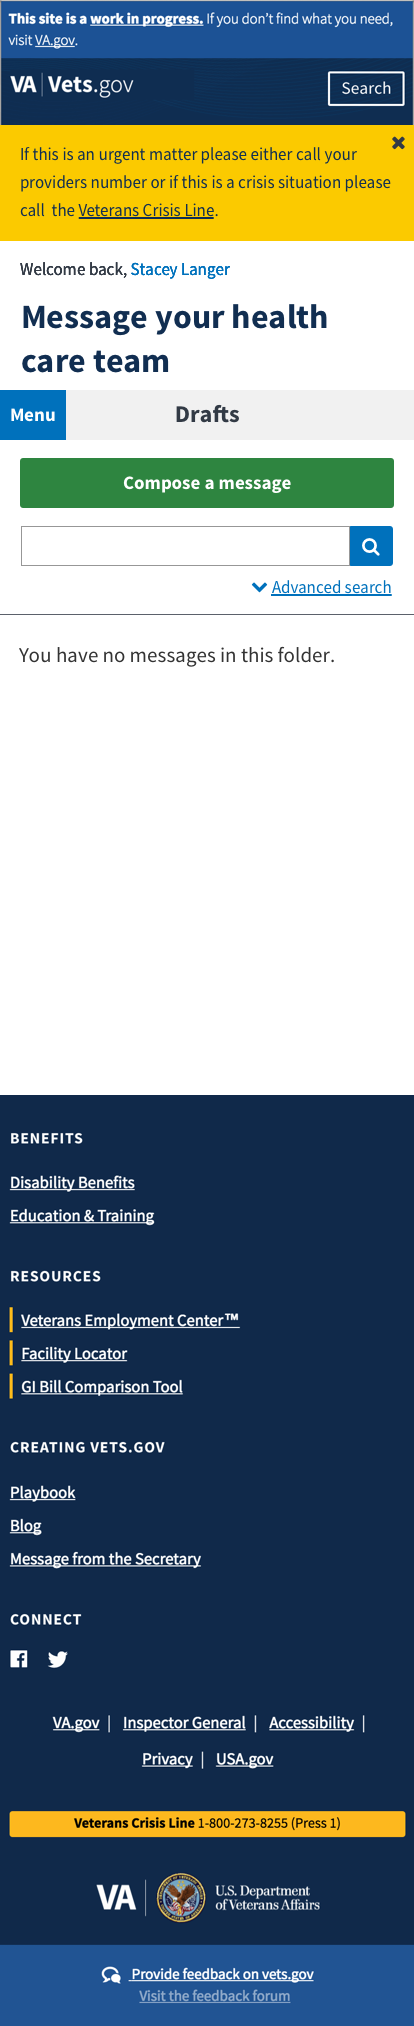 This site is a work in progress. If you don't find what you need,
visit VA.gov.
VA | Vets.gov
Search
If this is an urgent matter please either call your
providers number or if this is a crisis situation please
call the Veterans Crisis Line.
Welcome back, Stacey Langer
Message your health
care team
Menu
Drafts
Compose a message
Advanced search
You have no messages in this folder.
BENEFITS
Disability Benefits
Education & Training
RESOURCES
Veterans Employment Center™
Facility Locator
GI Bill Comparison Tool
CREATING VETS.GOV
Playbook
Blog
Message from the Secretary
CONNECT
VA.gov | Inspector General | Accessibility |
Privacy | USA.gov
Veterans Crisis Line 1-800-273-8255 (Press 1)
VA
U.S. Department
of Veterans Affairs
Provide feedback on vets.gov
Visit the feedback forum